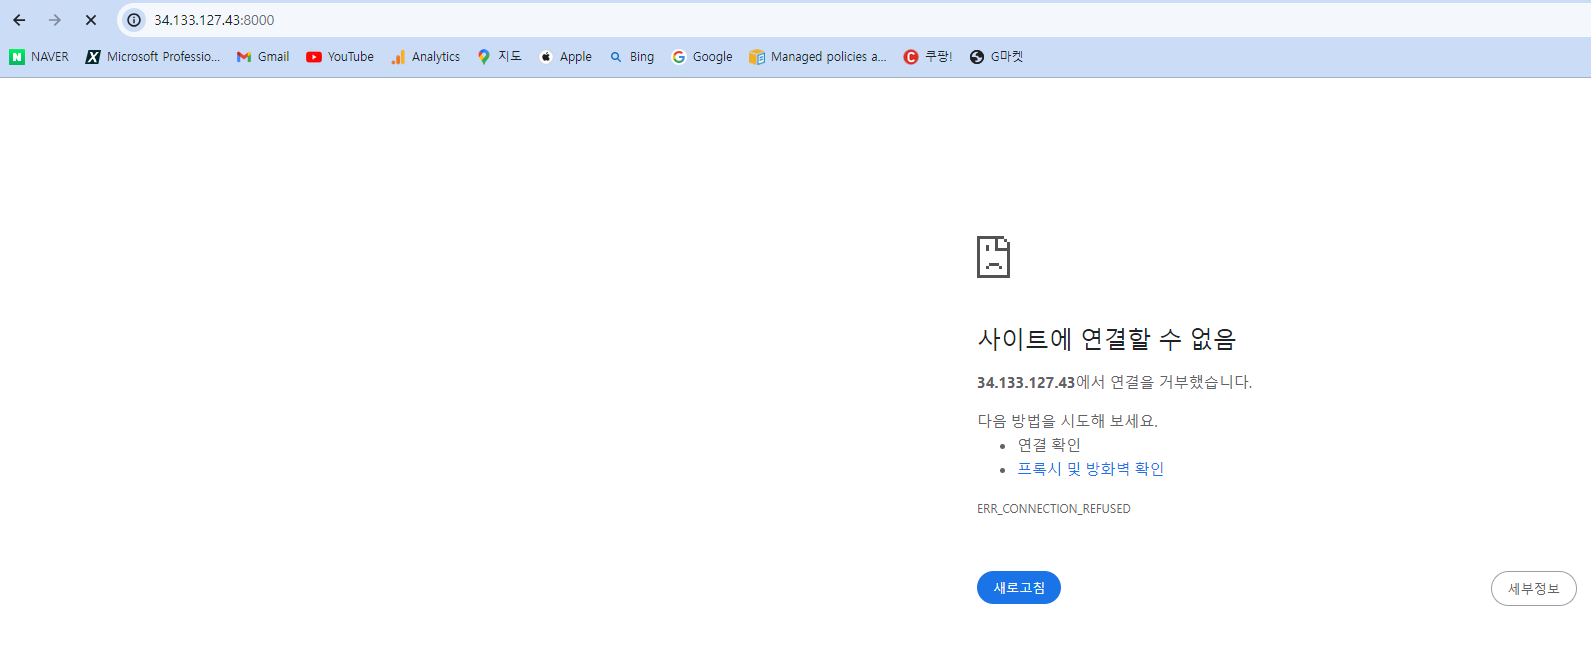 34.133.127.43:8000
NAVER Microsoft Professio... Gmail YouTube Analytics 지도 Apple Bing Google Managed policies a... 쿠팡! G마켓
사이트에 연결할 수 없음
34.133.127.43에서 연결을 거부했습니다.
다음 방법을 시도해 보세요.
연결 확인
프록시 및 방화벽 확인
ERR_CONNECTION_REFUSED
새로고침 세부정보